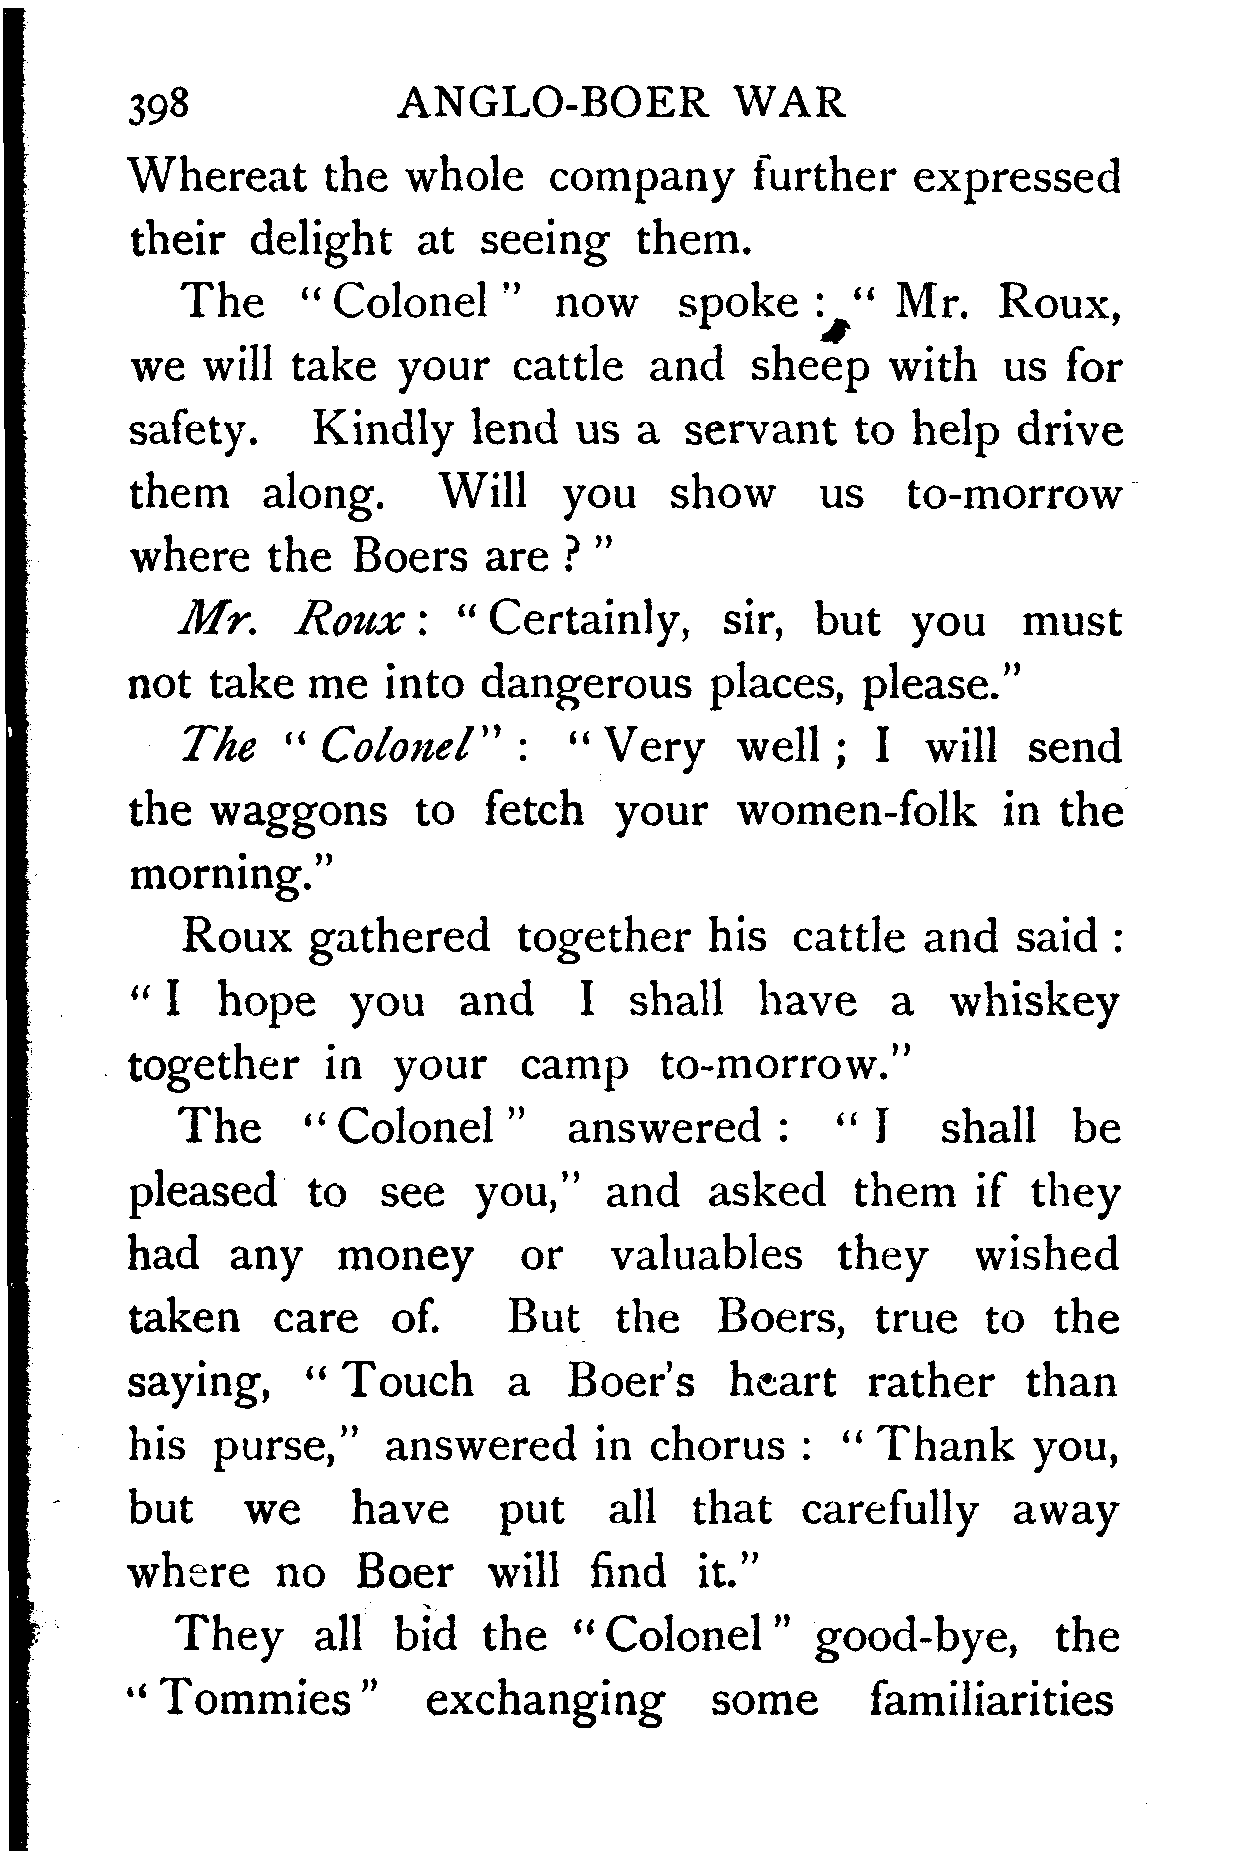 398 ANGLO-BOER WAR
Whereat the whole company further expressed
their delight at seeing them.
The "Colonel" now spoke : " Mr. Roux,
we will take your cattle and sheep with us for
safety. Kindly lend us a servant to help drive
them along. Will you show us to-morrow
where the Boers are ? "
Mr. Roux : " Certainly, sir, but you must
not take me into dangerous places, please."
The " Colonel" : " Very well ; I will send
the waggons to fetch your women-folk in the
morning."
Roux gathered together his cattle and said :
" I hope you and I shall have a whiskey
together in your camp to-morrow."
The "Colonel" answered : " I shall be
pleased to see you," and asked them if they
had any money or valuables they wished
taken care of. But the Boers, true to the
saying, " Touch a Boer's heart rather than
his purse," answered in chorus : " Thank you,
but we have put all that carefully away
where no Boer will find it."
They all bid the "Colonel" good-bye, the
"Tommies" exchanging some familiarities